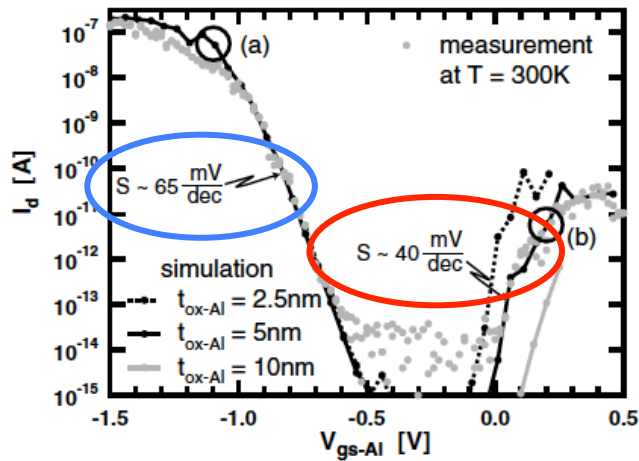 10⁻⁷
10⁻⁸
10⁻⁹
10⁻¹⁰
10⁻¹¹
10⁻¹²
10⁻¹³
10⁻¹⁴
10⁻¹⁵
I_d [A]
(a)
measurement
at T = 300K
S ~ 65 mV/dec
S ~ 40 mV/dec
(b)
simulation
t_ox-Al = 2.5nm
t_ox-Al = 5nm
t_ox-Al = 10nm
-1.5 -1.0 -0.5 0.0 0.5
V_gs-Al [V]